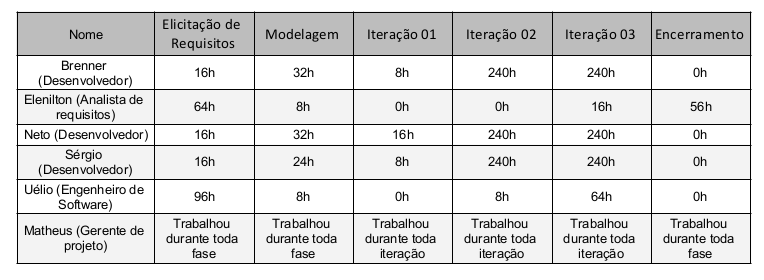 Nome Elicitação de Requisitos Modelagem Iteração 01 Iteração 02 Iteração 03 Encerramento
Brenner (Desenvolvedor) 16h 32h 8h 240h 240h 0h
Elenilton (Analista de requisitos) 64h 8h 0h 0h 16h 56h
Neto (Desenvolvedor) 16h 32h 16h 240h 240h 0h
Sérgio (Desenvolvedor) 16h 24h 8h 240h 240h 0h
Uélio (Engenheiro de Software) 96h 8h 0h 8h 64h 0h
Matheus (Gerente de projeto) Trabalhou durante toda fase Trabalhou durante toda fase Trabalhou durante toda iteração Trabalhou durante toda iteração Trabalhou durante toda iteração Trabalhou durante toda fase